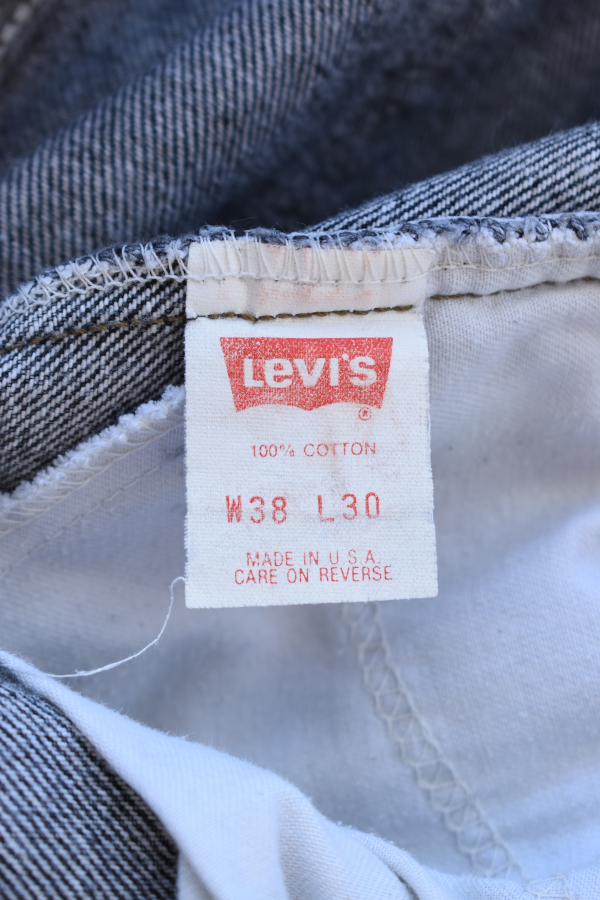 Levi's
®
100% COTTON
W38 L30
MADE IN U.S.A.
CARE ON REVERSE